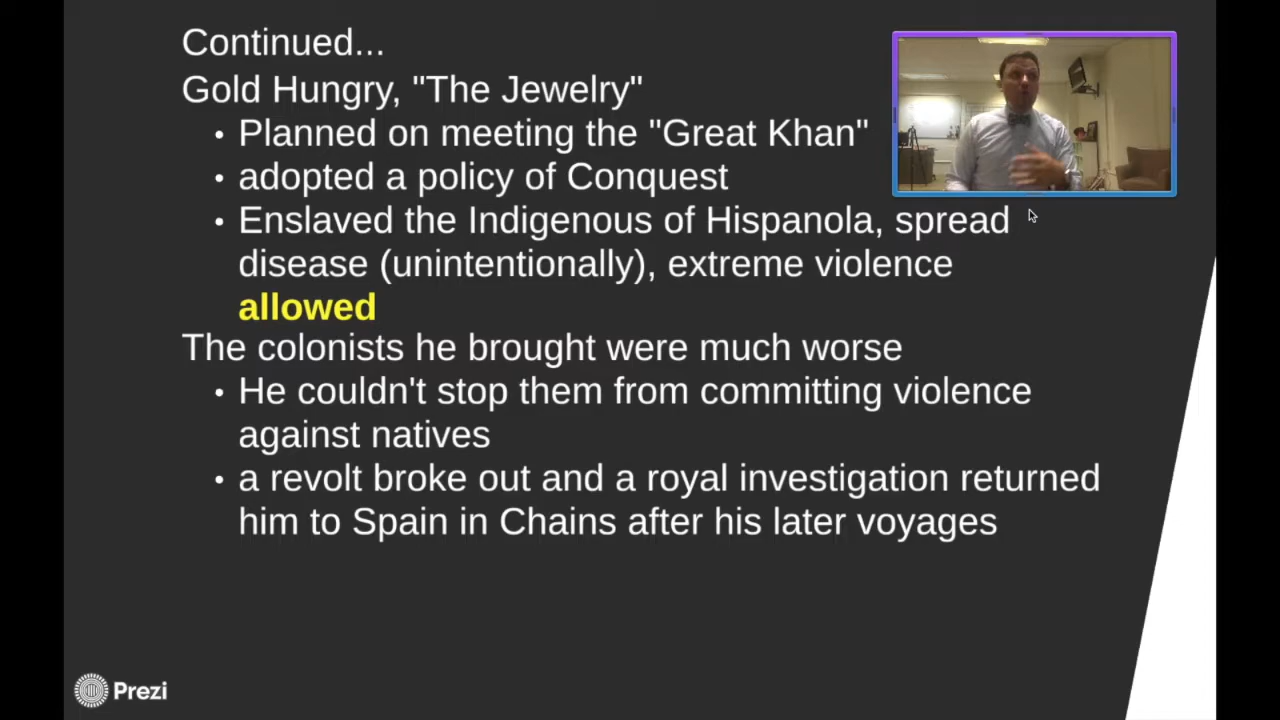 Continued...
Gold Hungry, "The Jewelry"
• Planned on meeting the "Great Khan"
• adopted a policy of Conquest
• Enslaved the Indigenous of Hispanola, spread
disease (unintentionally), extreme violence
allowed
The colonists he brought were much worse
• He couldn't stop them from committing violence
against natives
• a revolt broke out and a royal investigation returned
him to Spain in Chains after his later voyages
Prezi